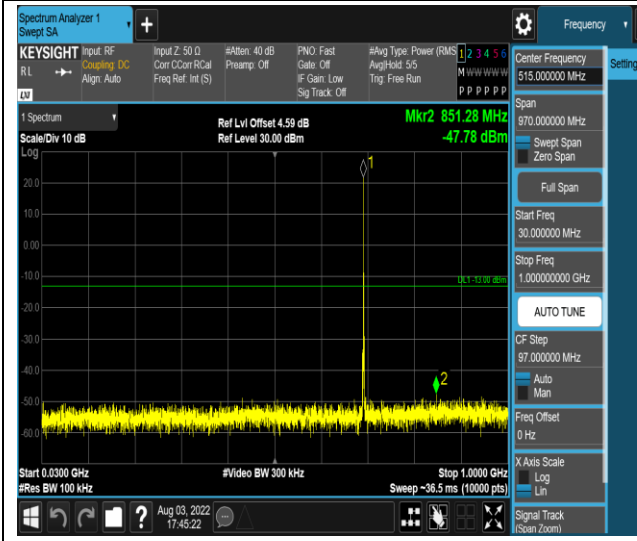 Spectrum Analyzer 1
Swept SA
Frequency
KEYSIGHT
RL
LXI
Input: RF
Coupling: DC
Align: Auto
Input Z: 50 Ω
Corr CCorr RCal
Freq Ref: Int (S)
#Atten: 40 dB
Preamp: Off
PNO: Fast
Gate: Off
IF Gain: Low
Sig Track: Off
#Avg Type: Power (RMS
Avg|Hold: 5/5
Trig: Free Run
1 2 3 4 5 6
M W W W W W
P P P P P P
1 Spectrum
Scale/Div 10 dB
Log
Ref Lvl Offset 4.59 dB
Ref Level 30.00 dBm
Mkr2 851.28 MHz
-47.78 dBm
1
20.0
10.0
0.00
-10.0
DL1 -13.00 dBm
-20.0
-30.0
-40.0
2
-50.0
-60.0
Start 0.0300 GHz
#Res BW 100 kHz
#Video BW 300 kHz
Stop 1.0000 GHz
Sweep ~36.5 ms (10000 pts)
Aug 03, 2022
17:45:22
Center Frequency
515.000000 MHz
Span
970.000000 MHz
Swept Span
Zero Span
Full Span
Start Freq
30.000000 MHz
Stop Freq
1.000000000 GHz
AUTO TUNE
CF Step
97.000000 MHz
Auto
Man
Freq Offset
0 Hz
X Axis Scale
Log
Lin
Signal Track
(Span Zoom)
Setting